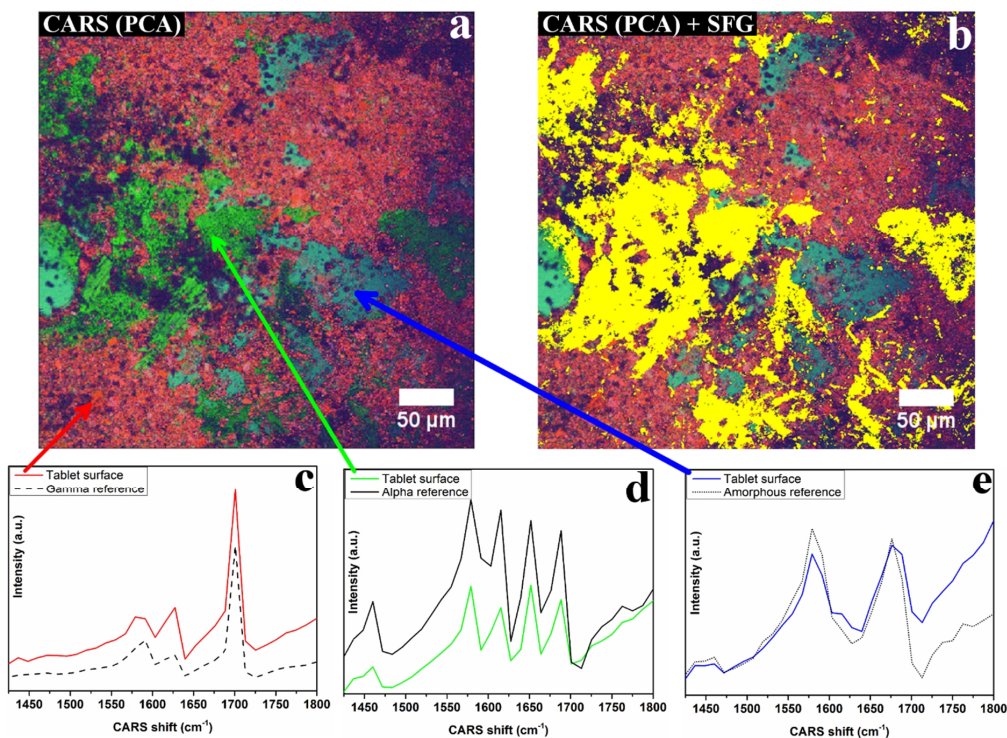 CARS (PCA)
a
CARS (PCA) + SFG
b
50 µm
50 µm
Tablet surface
Gamma reference
c
Intensity (a.u.)
1450 1500 1550 1600 1650 1700 1750 1800
CARS shift (cm-1)
Tablet surface
Alpha reference
d
Intensity (a.u.)
1450 1500 1550 1600 1650 1700 1750 1800
CARS shift (cm-1)
Tablet surface
Amorphous reference
e
Intensity (a.u.)
1450 1500 1550 1600 1650 1700 1750 1800
CARS shift (cm-1)